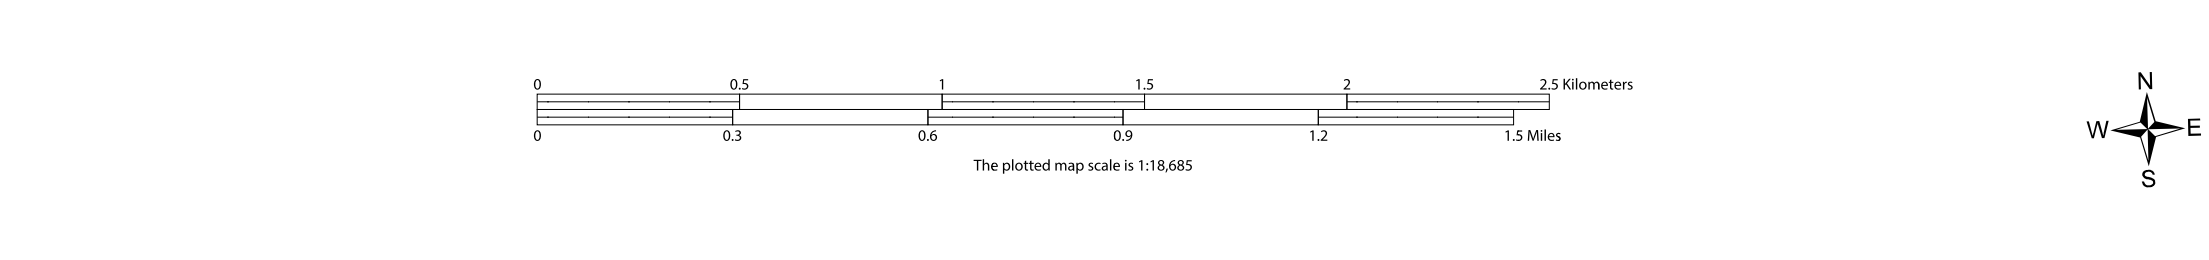 0 0.5 1 1.5 2 2.5 Kilometers
0 0.3 0.6 0.9 1.2 1.5 Miles
The plotted map scale is 1:18,685
N
W E
S